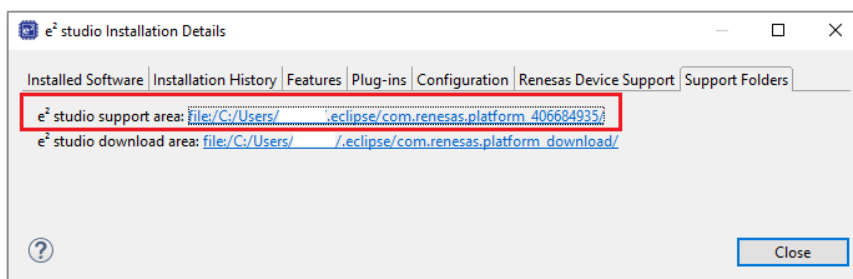 e² studio Installation Details
Installed Software Installation History Features Plug-ins Configuration Renesas Device Support Support Folders
e² studio support area: file:/C:/Users/ .eclipse/com.renesas.platform_406684935/
e² studio download area: file:/C:/Users/ /.eclipse/com.renesas.platform_download/
?
Close